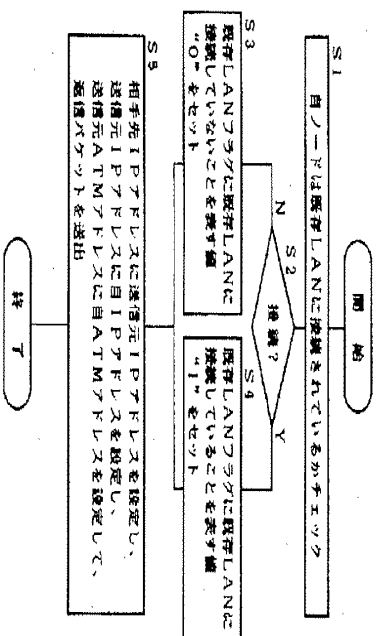 開始
S1
自ノードは既存LANに接続されているかチェック
S2
接続？
N
Y
S3
既存LANフラグに既存LANに
接続していないことを表す値
“0”をセット
S4
既存LANフラグに既存LANに
接続していることを表す値
“1”をセット
S5
相手先IPアドレスに送信元IPアドレスを設定し、
送信元IPアドレスに自IPアドレスを設定し、
送信元ATMアドレスに自ATMアドレスを設定して、
返信パケットを送出
終了